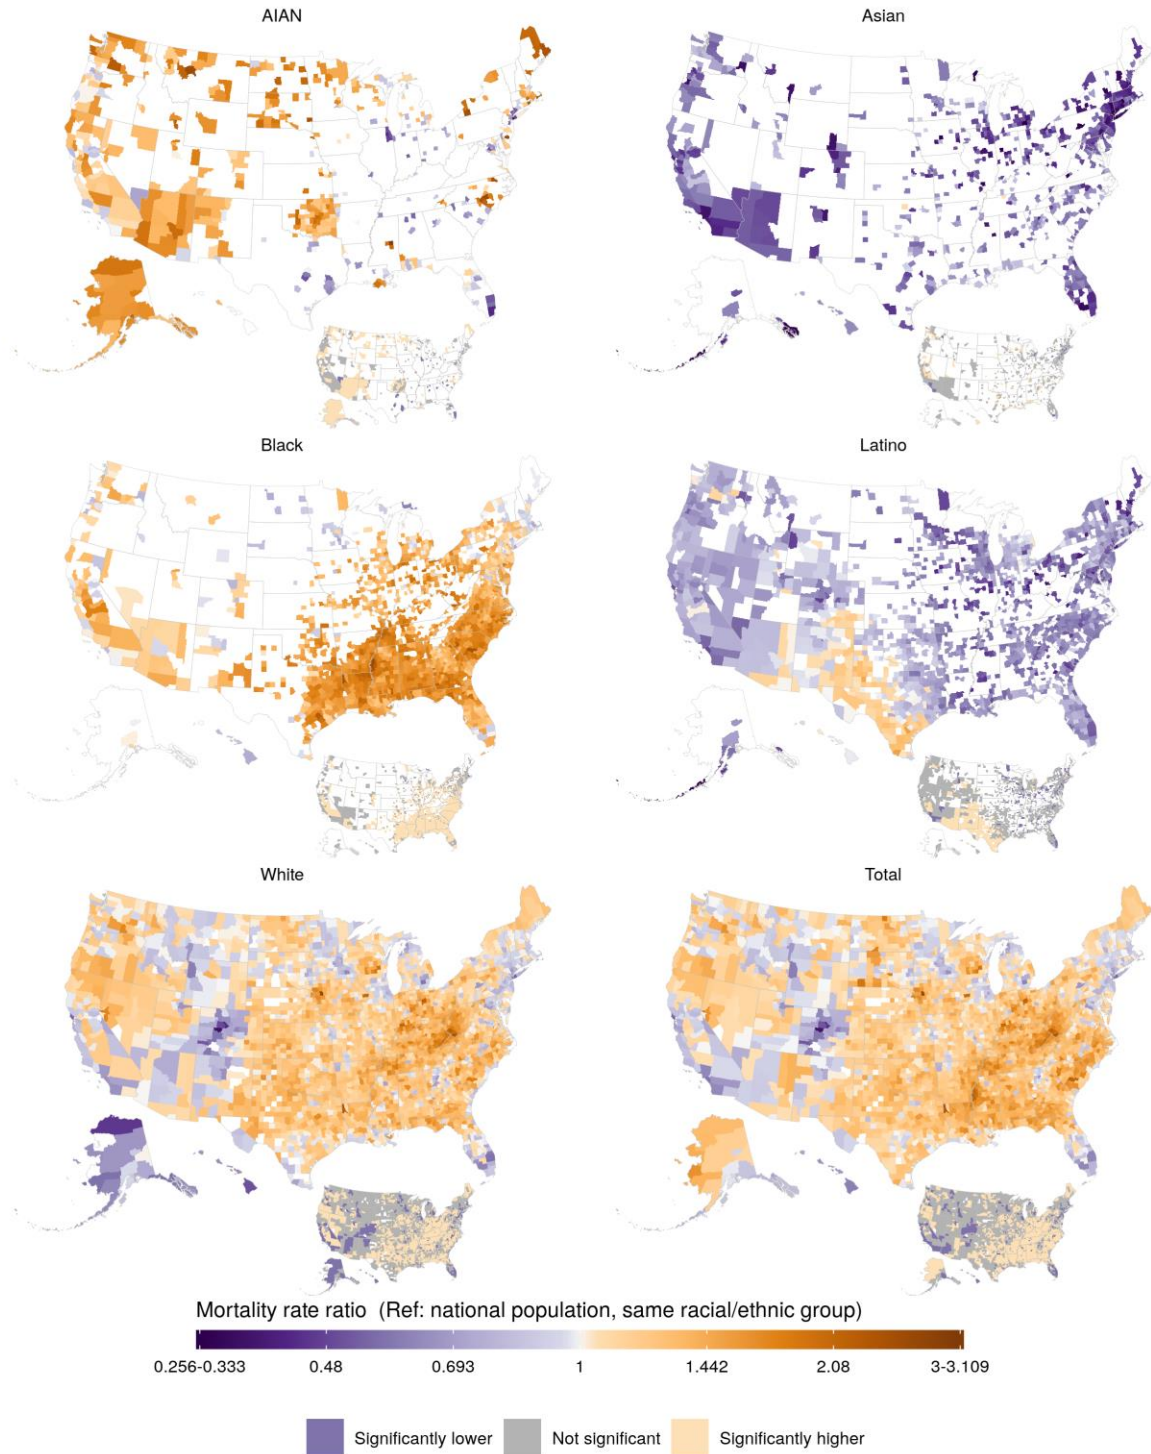 AIAN
Asian
Black
Latino
White
Total
Mortality rate ratio (Ref: national population, same racial/ethnic group)
0.256-0.333 0.48 0.693 1 1.442 2.08 3-3.109
Significantly lower Not significant Significantly higher